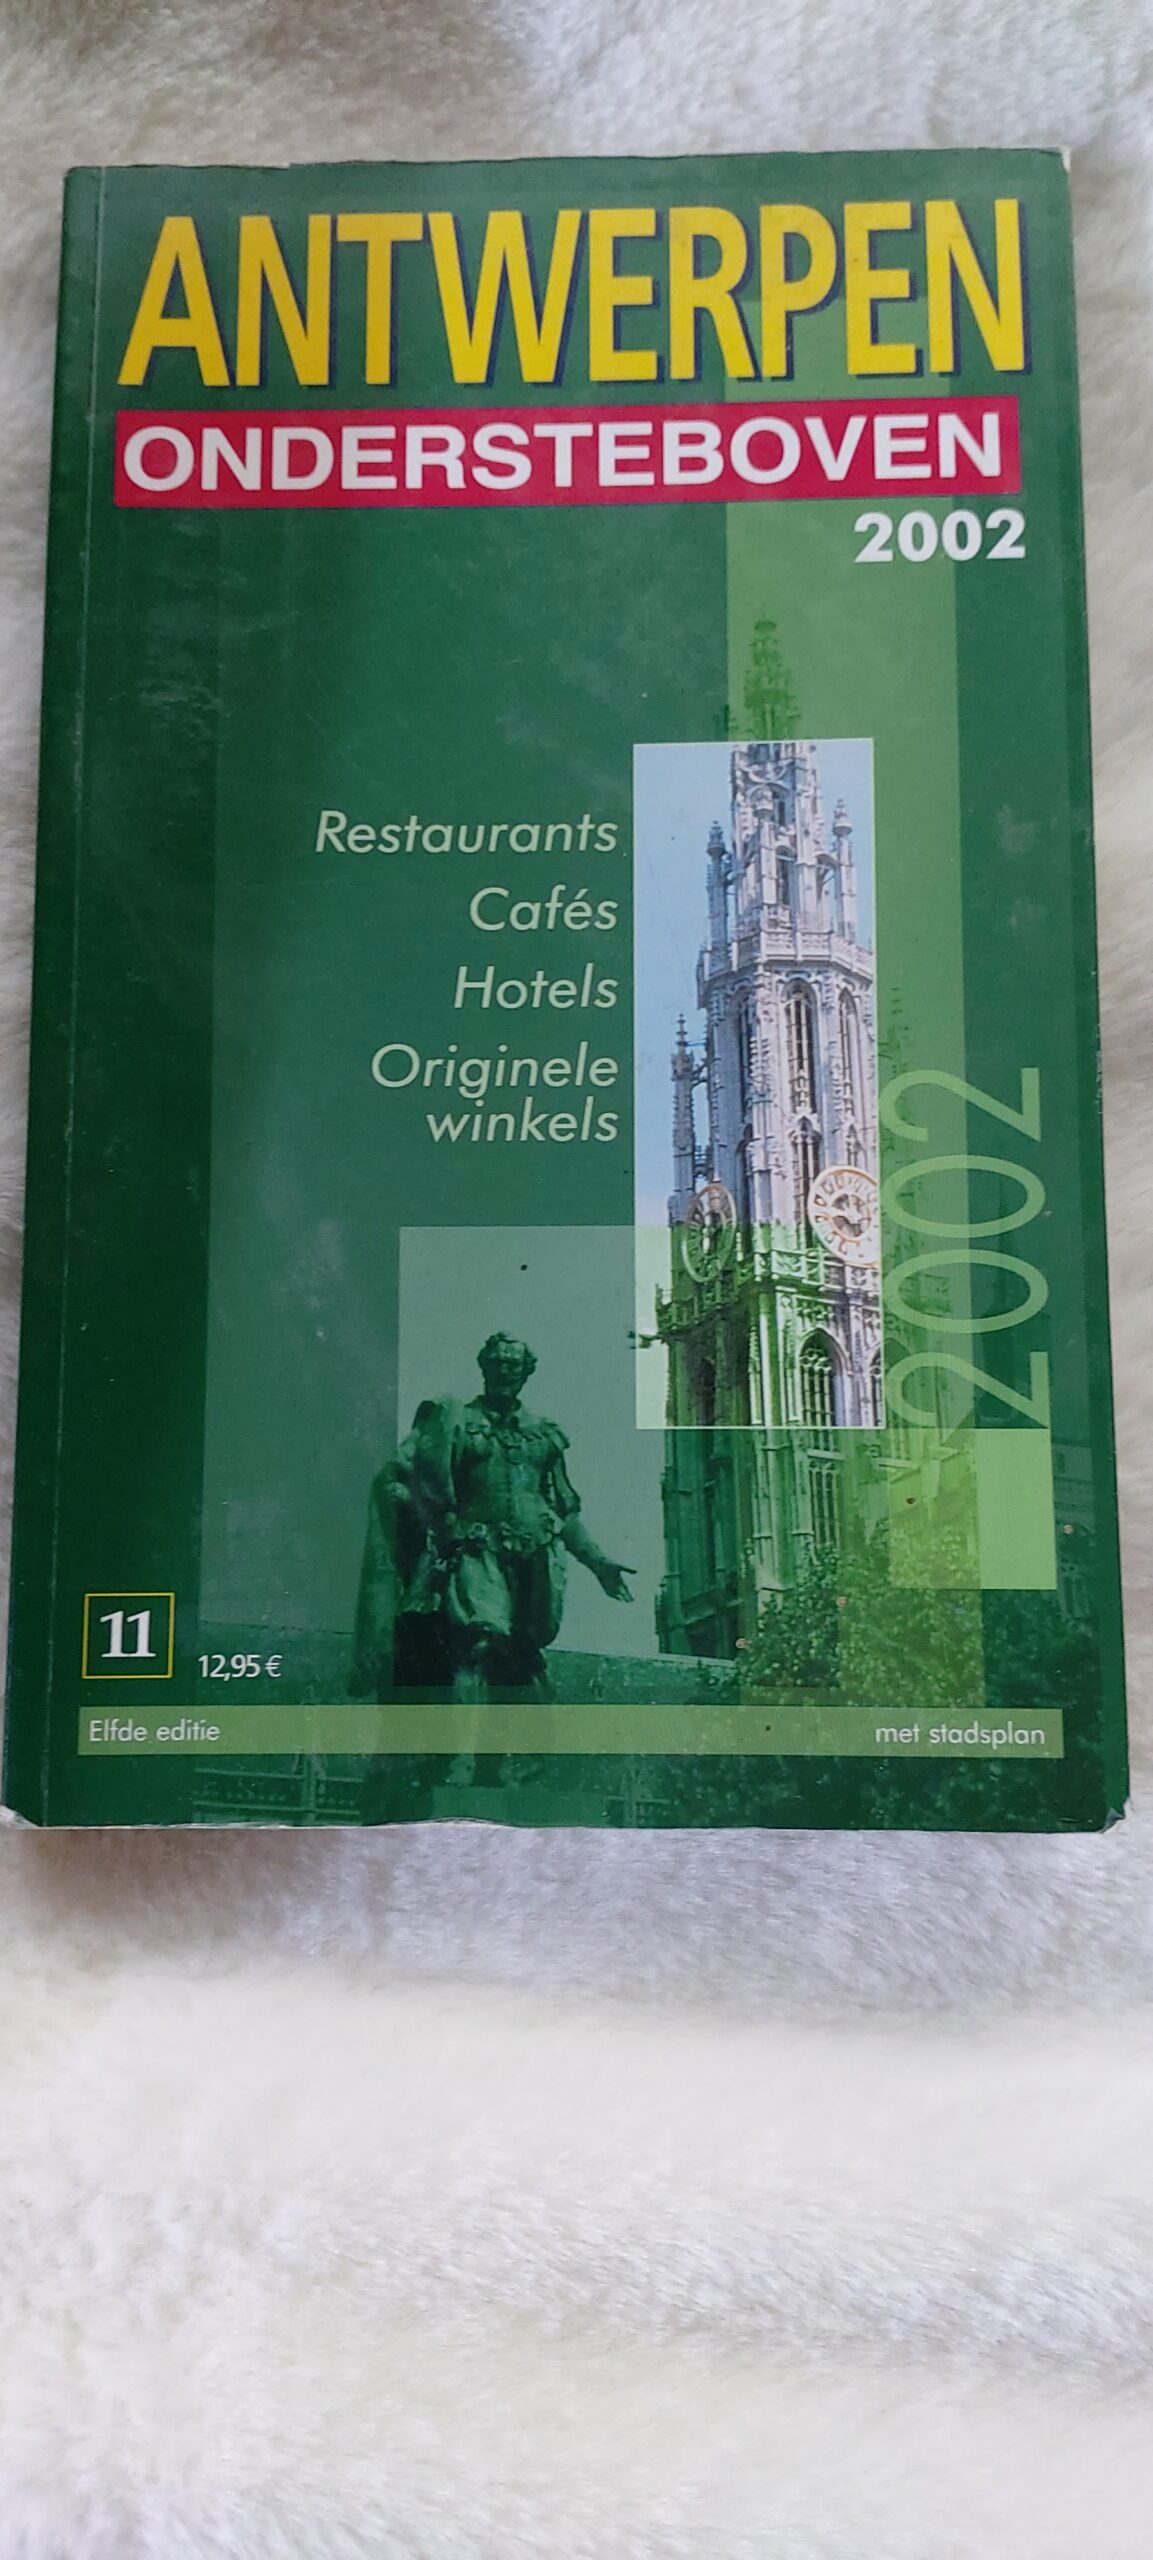 ANTWERPEN
ONDERSTEBOVEN
2002
Restaurants
Cafés
Hotels
Originele
winkels
2002
11
12,95 €
Elfde editie
met stadsplan